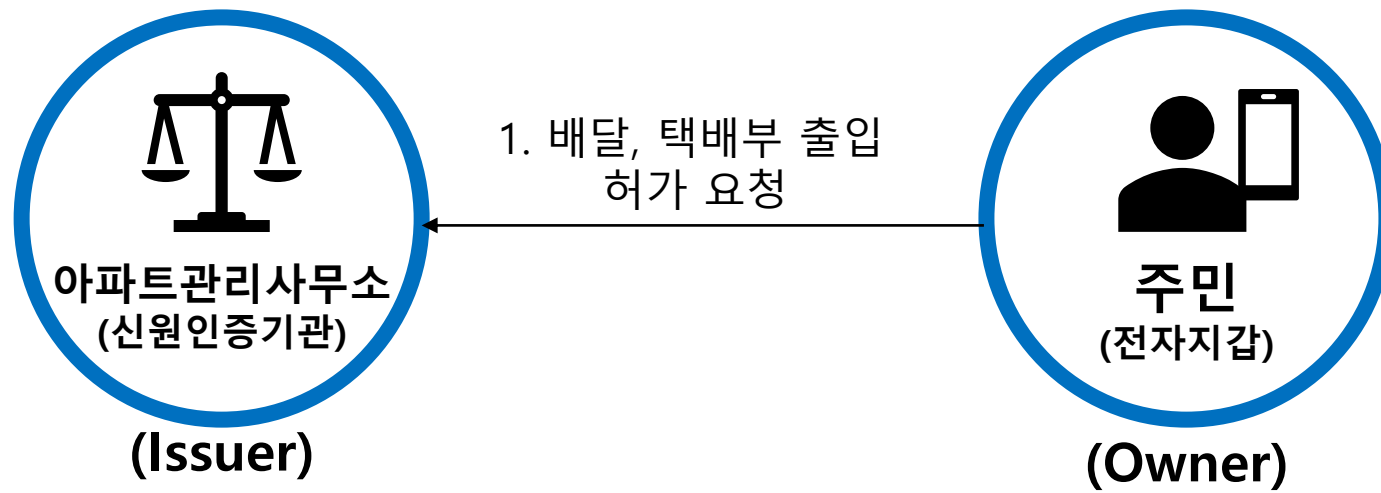 1. 배달, 택배부 출입
허가 요청
아파트관리사무소
(신원인증기관)
(Issuer)
주민
(전자지갑)
(Owner)